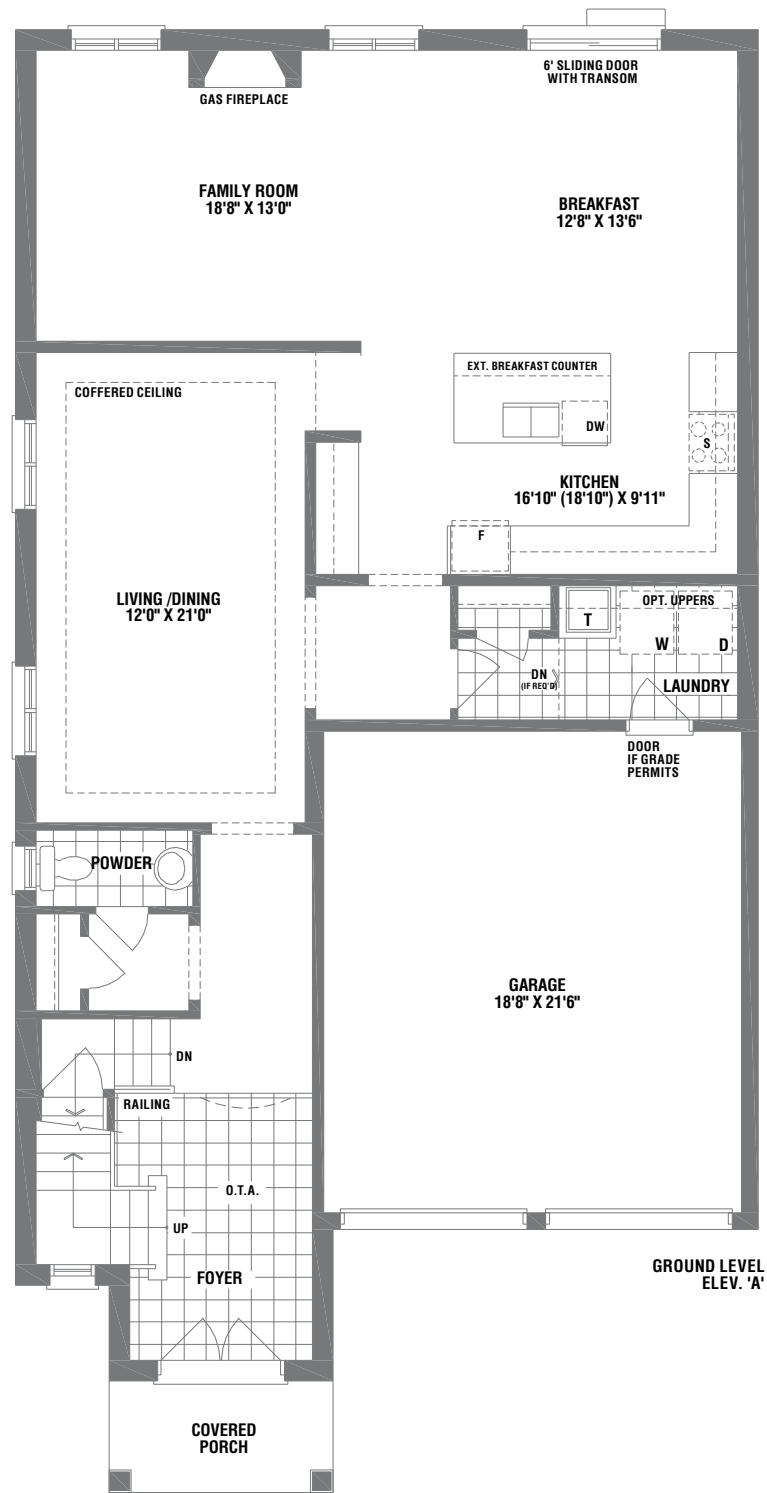 6' SLIDING DOOR
WITH TRANSOM
GAS FIREPLACE
FAMILY ROOM
18'8" X 13'0"
BREAKFAST
12'8" X 13'6"
EXT. BREAKFAST COUNTER
COFFERED CEILING
DW
S
KITCHEN
16'10" (18'10") X 9'11"
F
LIVING /DINING
12'0" X 21'0"
OPT. UPPERS
T
W
D
DN
(IF REQ'D)
LAUNDRY
DOOR
IF GRADE
PERMITS
POWDER
GARAGE
18'8" X 21'6"
DN
RAILING
O.T.A.
UP
FOYER
GROUND LEVEL
ELEV. 'A'
COVERED
PORCH